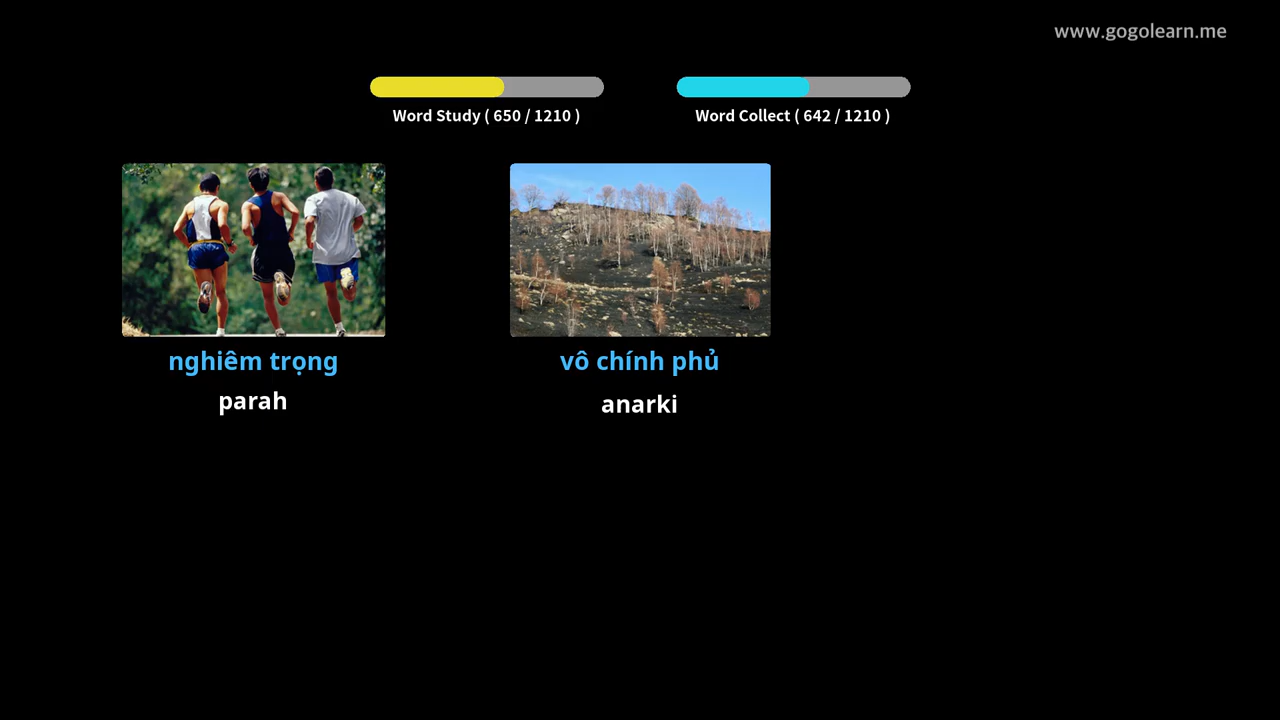 www.gogolearn.me
Word Study ( 650 / 1210 )
Word Collect ( 642 / 1210 )
nghiêm trọng
parah
vô chính phủ
anarki